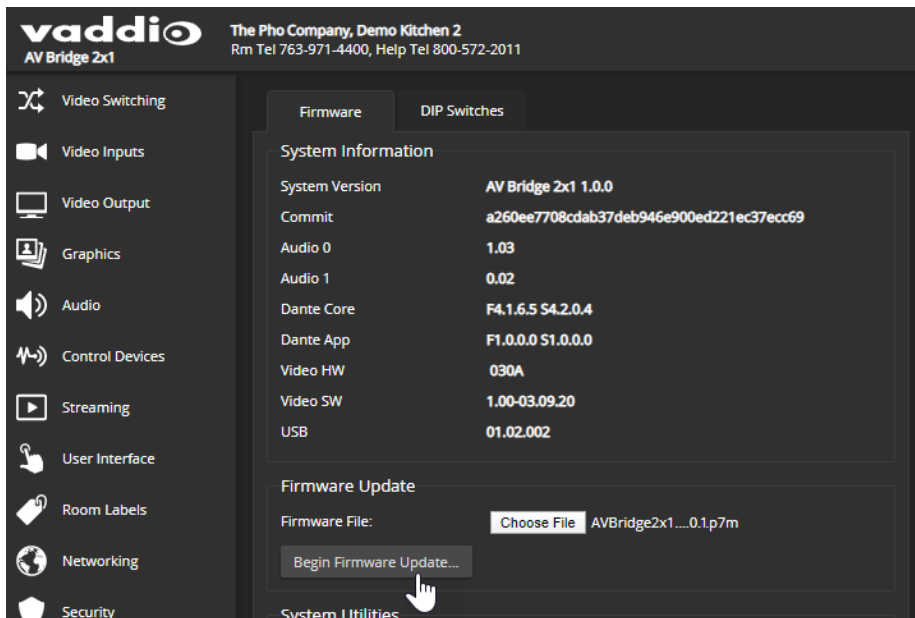 vaddio
AV Bridge 2x1
The Pho Company, Demo Kitchen 2
Rm Tel 763-971-4400, Help Tel 800-572-2011
Video Switching
Video Inputs
Video Output
Graphics
Audio
Control Devices
Streaming
User Interface
Room Labels
Networking
Security
Firmware
DIP Switches
System Information
System Version AV Bridge 2x1 1.0.0
Commit a260ee7708cdab37deb946e900ed221ec37ecc69
Audio 0 1.03
Audio 1 0.02
Dante Core F4.1.6.5 S4.2.0.4
Dante App F1.0.0.0 S1.0.0.0
Video HW 030A
Video SW 1.00-03.09.20
USB 01.02.002
Firmware Update
Firmware File: Choose File AVBridge2x1....0.1.p7m
Begin Firmware Update...
System Utilities